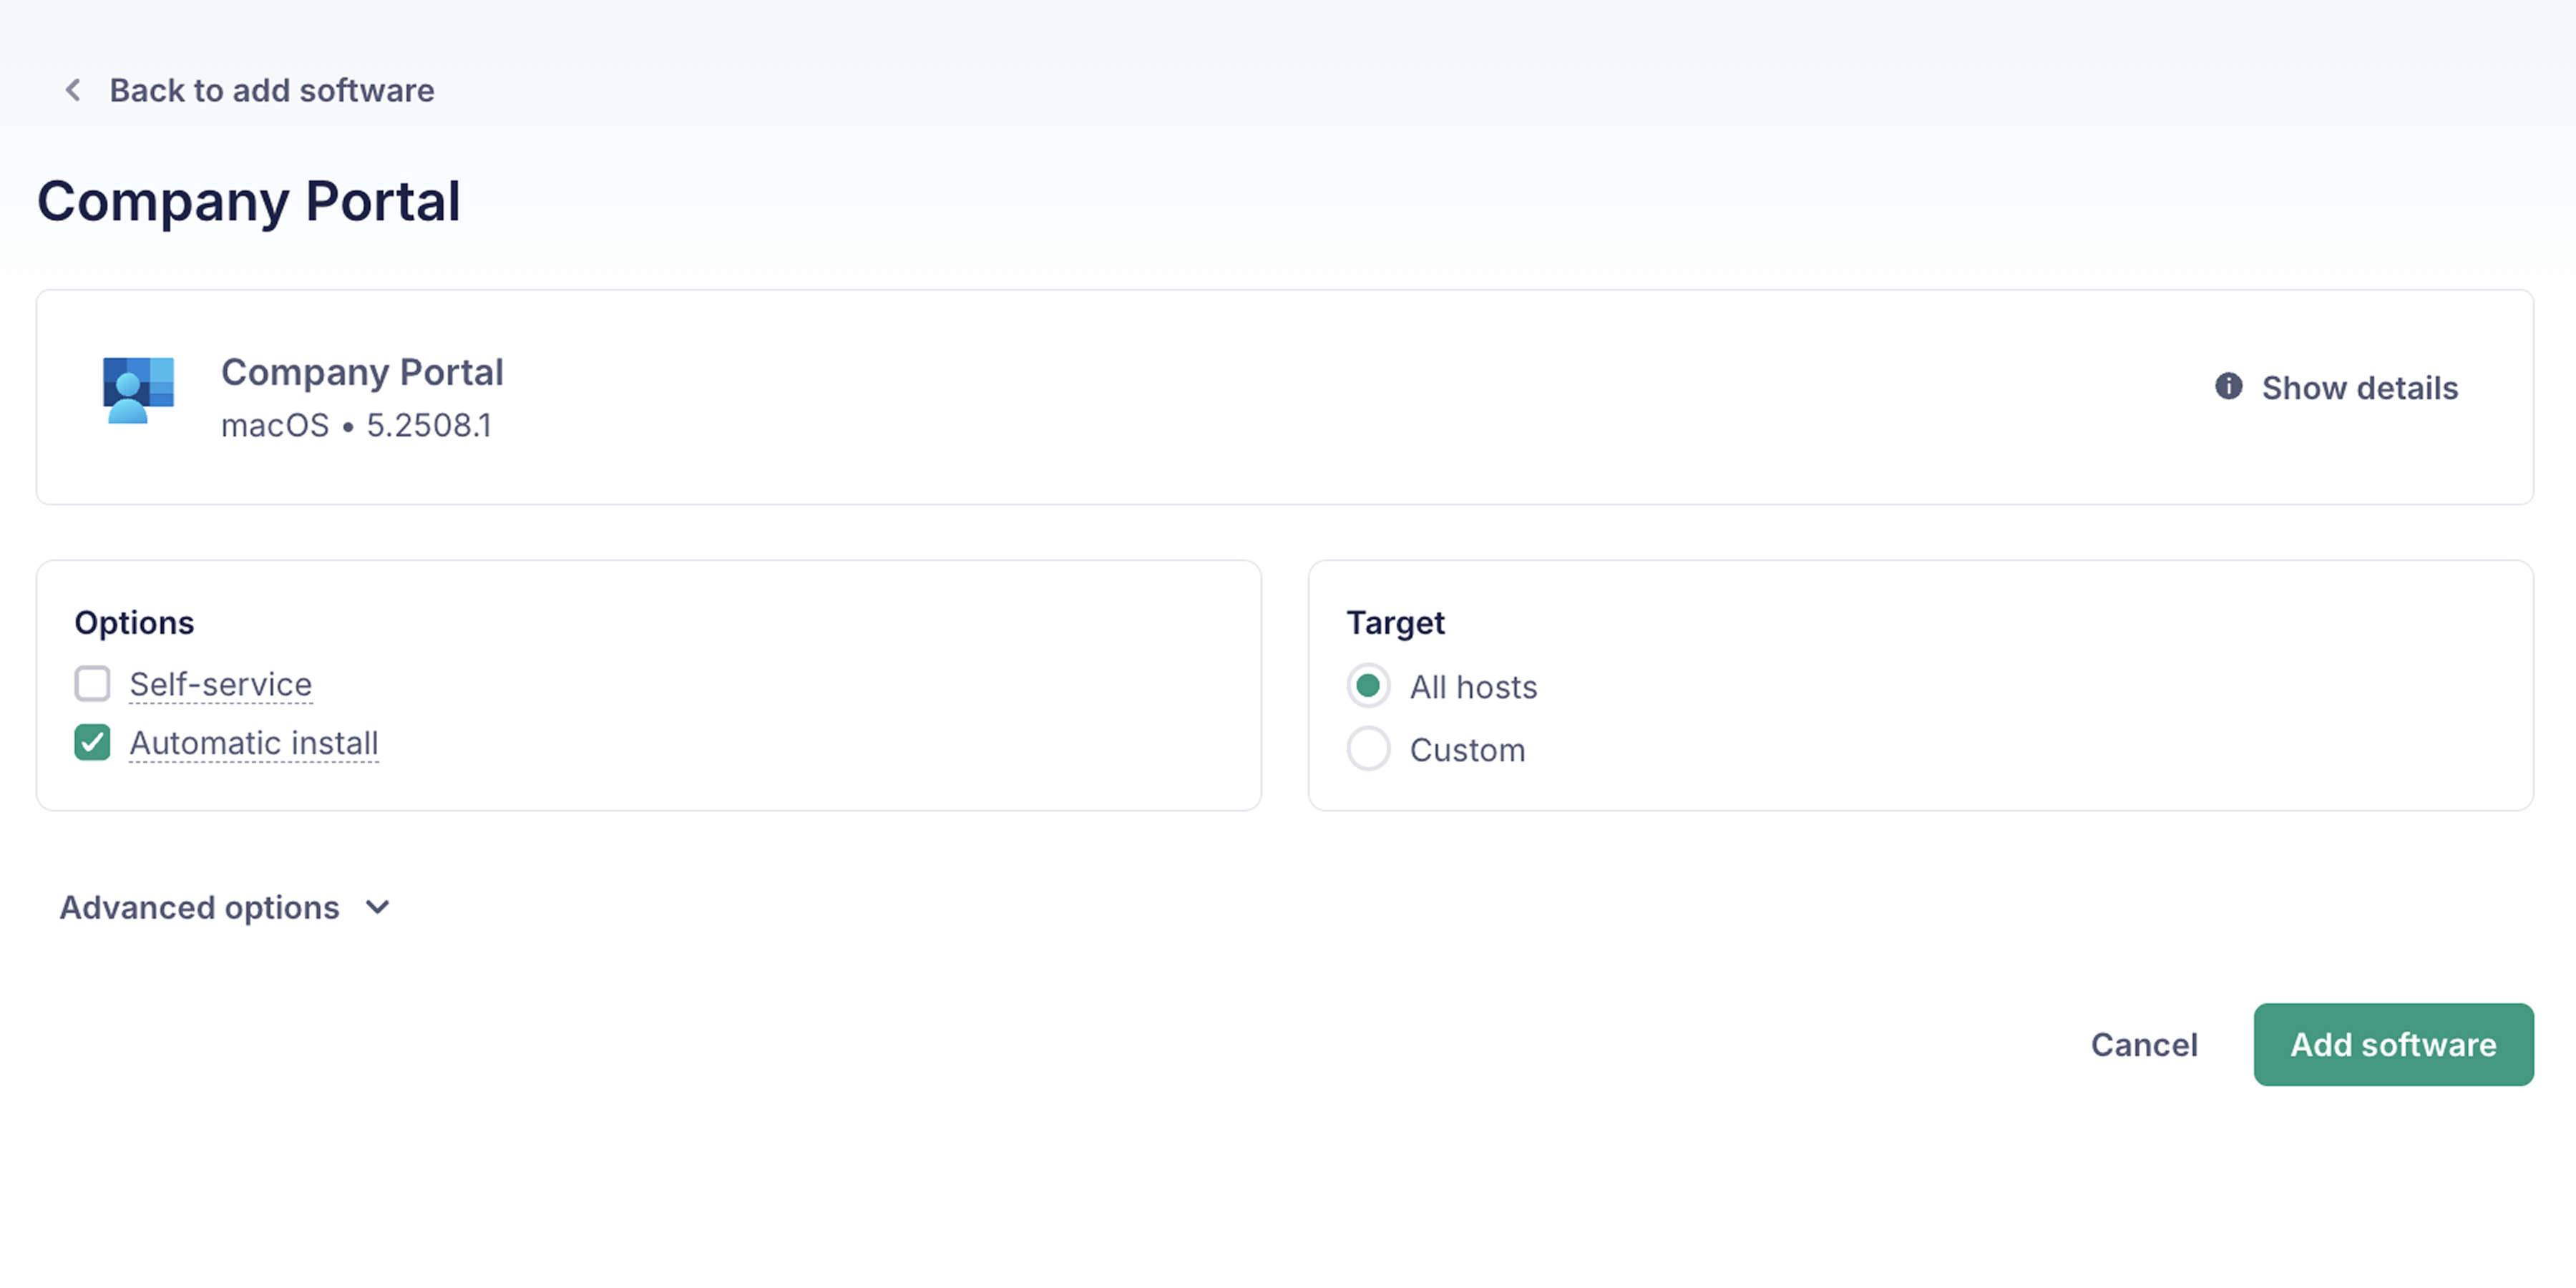 Back to add software
Company Portal
Company Portal
macOS • 5.2508.1
Show details
Options
Self-service
Automatic install
Target
All hosts
Custom
Advanced options
Cancel
Add software